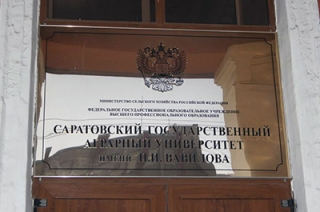 МИНИСТЕРСТВО СЕЛЬСКОГО ХОЗЯЙСТВА РОССИЙСКОЙ ФЕДЕРАЦИИ
ФЕДЕРАЛЬНОЕ ГОСУДАРСТВЕННОЕ ОБРАЗОВАТЕЛЬНОЕ УЧРЕЖДЕНИЕ
ВЫСШЕГО ПРОФЕССИОНАЛЬНОГО ОБРАЗОВАНИЯ
САРАТОВСКИЙ ГОСУДАРСТВЕННЫЙ
АГРАРНЫЙ УНИВЕРСИТЕТ
ИМЕНИ Н.И. ВАВИЛОВА